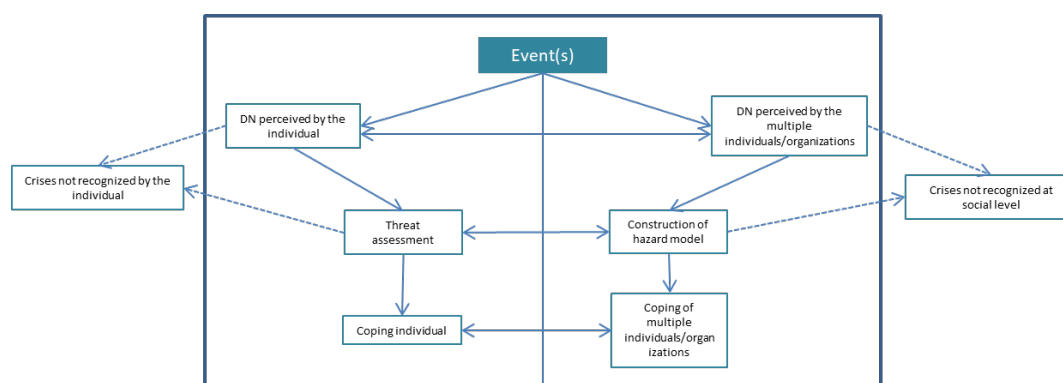 Event(s)
DN perceived by the
individual
DN perceived by the
multiple
individuals/organizations
Crises not recognized by the
individual
Crises not recognized at
social level
Threat
assessment
Construction of
hazard model
Coping individual
Coping of
multiple
individuals/organ
izations